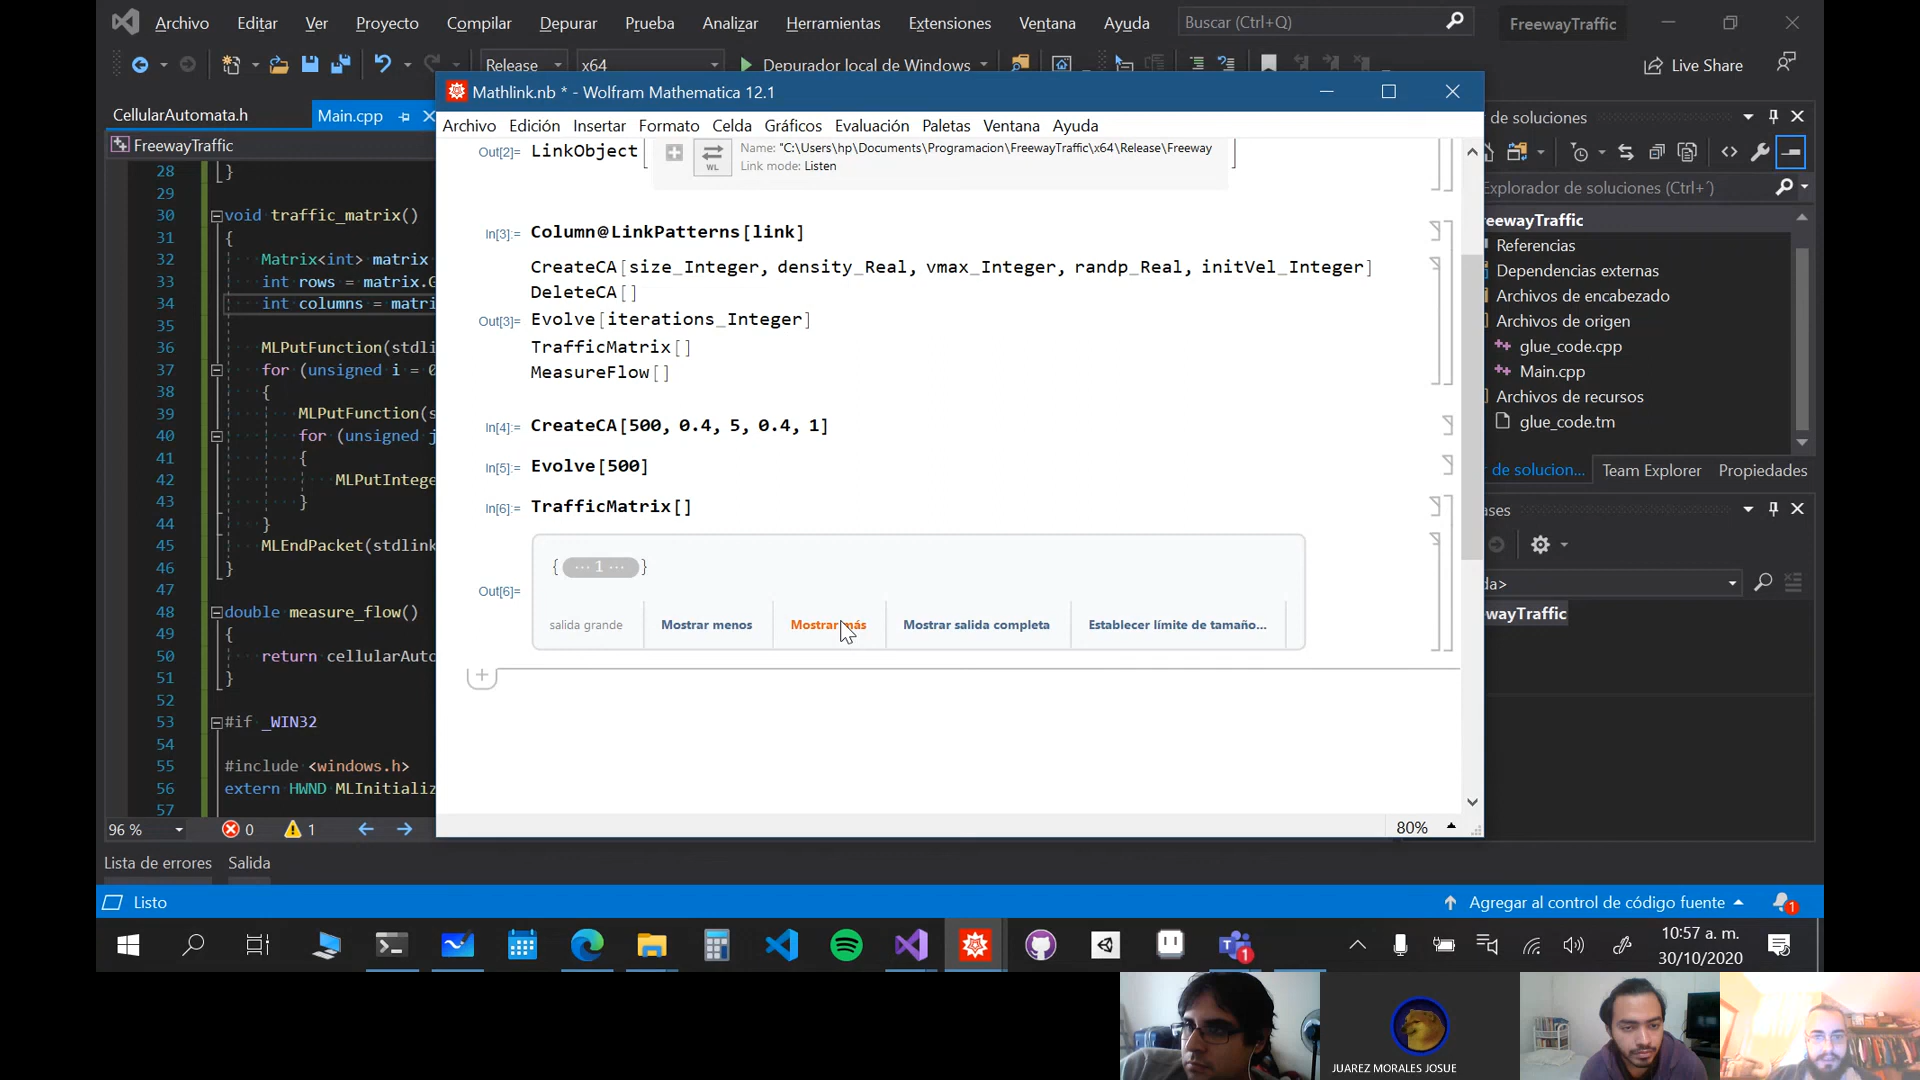 Archivo Editar Ver Proyecto Compilar Depurar Prueba Analizar Herramientas Extensiones Ventana Ayuda Buscar (Ctrl+Q) FreewayTraffic
Release x64 Depurador local de Windows Live Share
CellularAutomata.h Main.cpp
FreewayTraffic
28 }
29
30 void traffic_matrix()
31 {
32 Matrix<int> matrix
33 int rows = matrix.G
34 int columns = matri
35
36 MLPutFunction(stdli
37 for (unsigned i = 0
38 {
39 MLPutFunction(s
40 for (unsigned j
41 {
42 MLPutIntege
43 }
44 }
45 MLEndPacket(stdlink
46 }
47
48 double measure_flow()
49 {
50 return cellularAuto
51 }
52
53 #if _WIN32
54
55 #include <windows.h>
56 extern HWND MLInitializ
57
96 % 0 1
Lista de errores Salida
Listo
Agregar al control de código fuente 1
Mathlink.nb * - Wolfram Mathematica 12.1
Archivo Edición Insertar Formato Celda Gráficos Evaluación Paletas Ventana Ayuda
Out[2]= LinkObject[ WL Name: "C:\Users\hp\Documents\Programacion\FreewayTraffic\x64\Release\Freeway
Link mode: Listen ]
In[3]:= Column@LinkPatterns[link]
CreateCA[size_Integer, density_Real, vmax_Integer, randp_Real, initVel_Integer]
DeleteCA[]
Out[3]= Evolve[iterations_Integer]
TrafficMatrix[]
MeasureFlow[]
In[4]:= CreateCA[500, 0.4, 5, 0.4, 1]
In[5]:= Evolve[500]
In[6]:= TrafficMatrix[]
{ ··· 1 ··· }
Out[6]=
salida grande Mostrar menos Mostrar más Mostrar salida completa Establecer límite de tamaño...
80%
de soluciones
Explorador de soluciones (Ctrl+´)
eewayTraffic
Referencias
Dependencias externas
Archivos de encabezado
Archivos de origen
glue_code.cpp
Main.cpp
Archivos de recursos
glue_code.tm
de solucion... Team Explorer Propiedades
ases
da>
wayTraffic
10:57 a. m.
30/10/2020
1
JUAREZ MORALES JOSUE